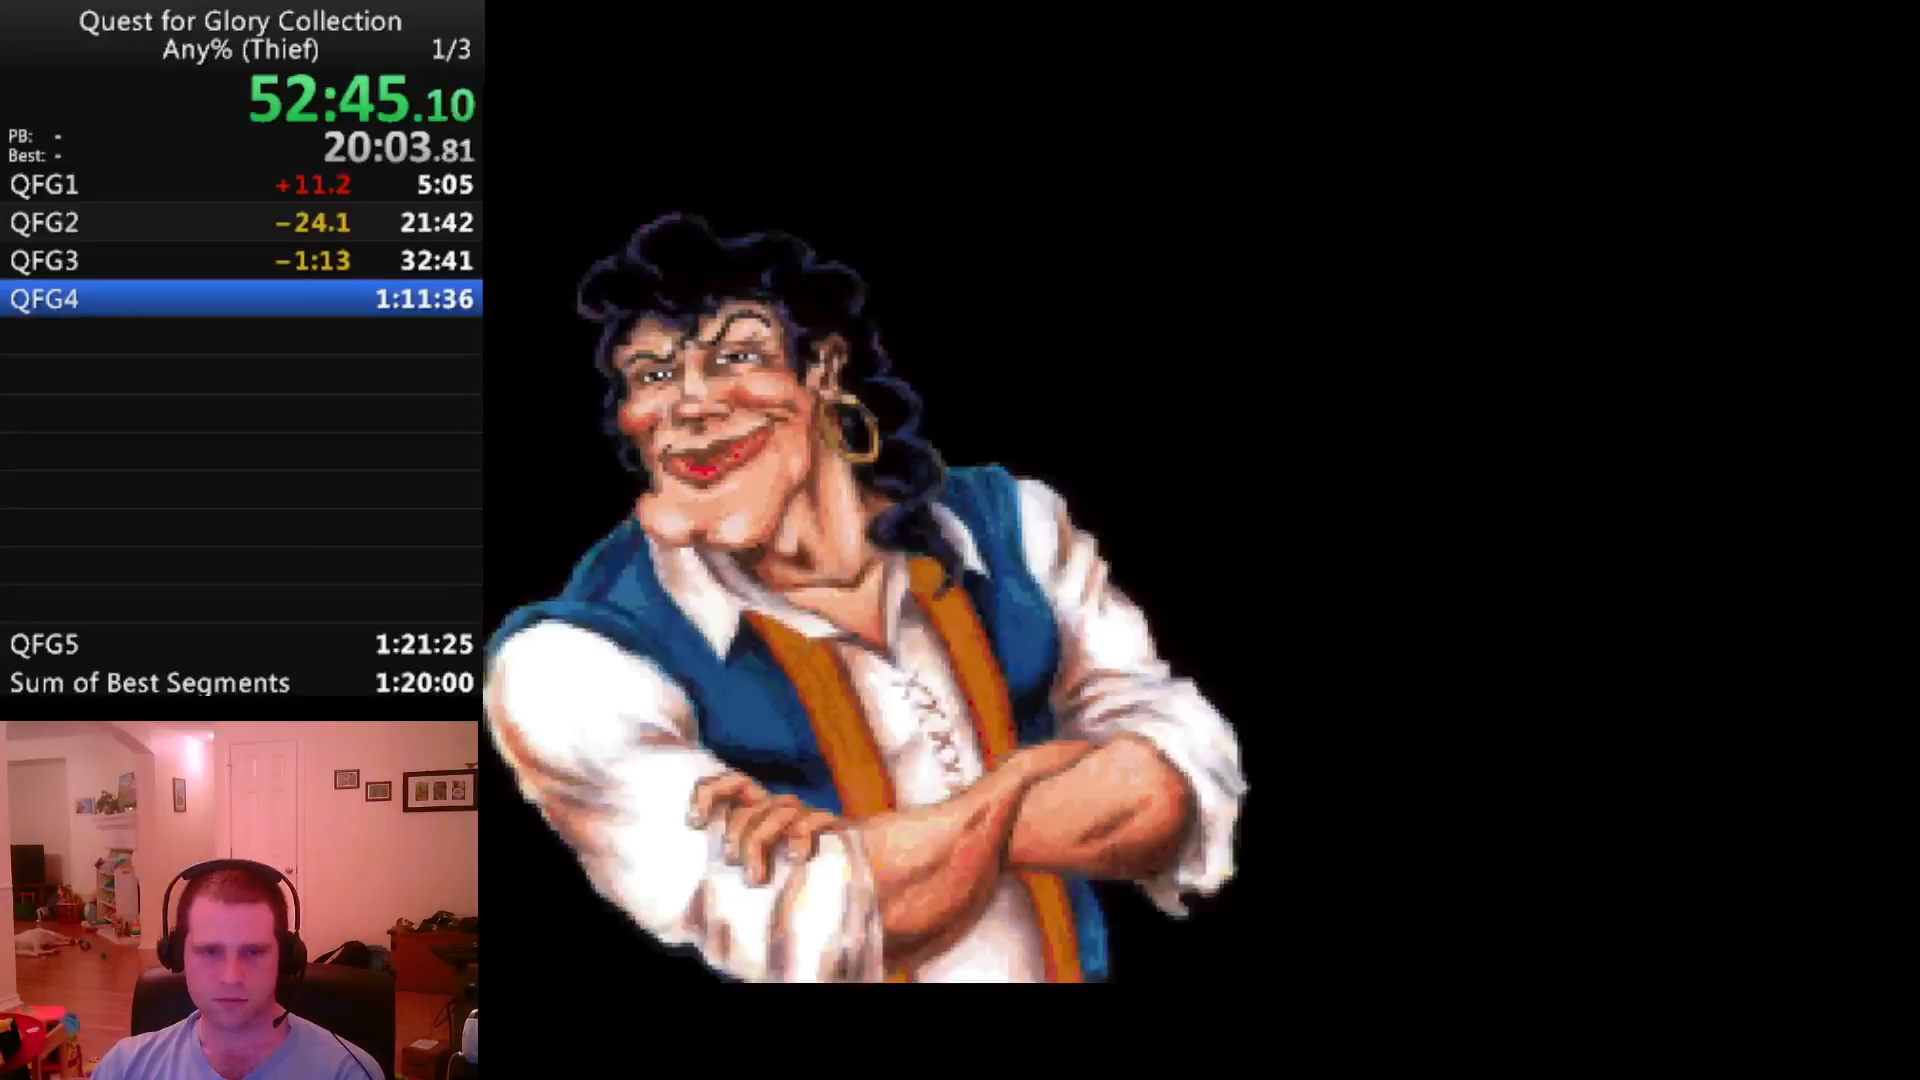 Quest for Glory Collection
Any% (Thief) 1/3
52:45.10
PB: - 20:03.81
Best: -
QFG1 +11.2 5:05
QFG2 −24.1 21:42
QFG3 −1:13 32:41
QFG4 1:11:36
QFG5 1:21:25
Sum of Best Segments 1:20:00